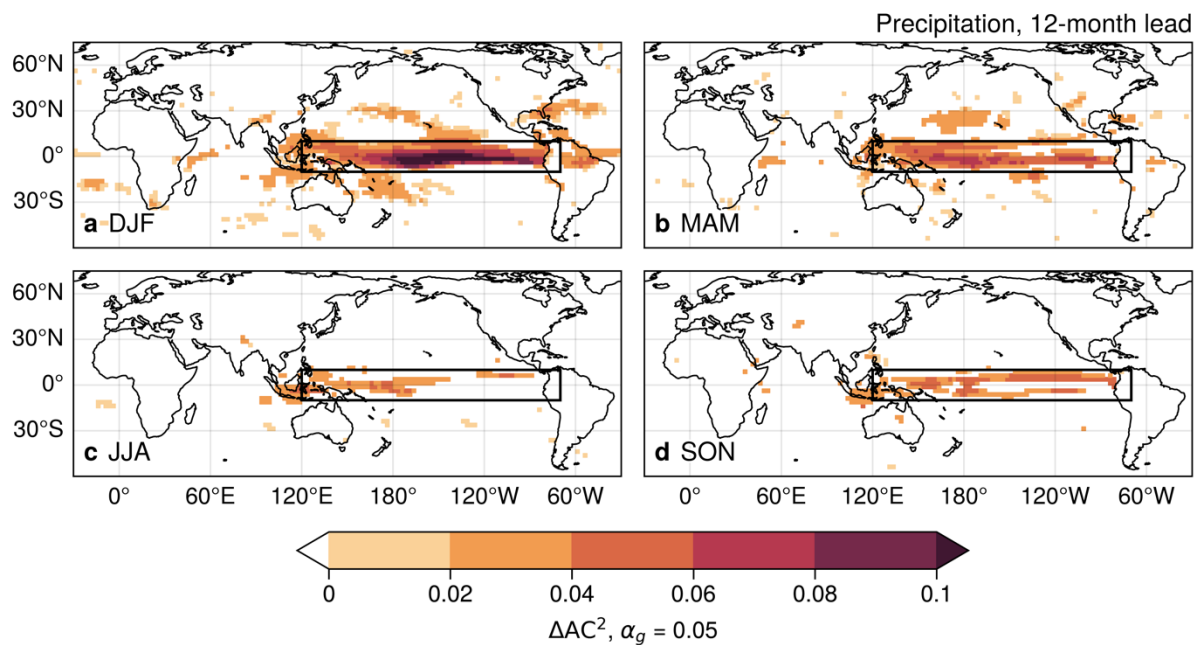 Precipitation, 12-month lead
60°N
30°N
0°
30°S
a DJF
b MAM
60°N
30°N
0°
30°S
c JJA
d SON
0° 60°E 120°E 180° 120°W 60°W
0° 60°E 120°E 180° 120°W 60°W
0 0.02 0.04 0.06 0.08 0.1
ΔAC², α_g = 0.05